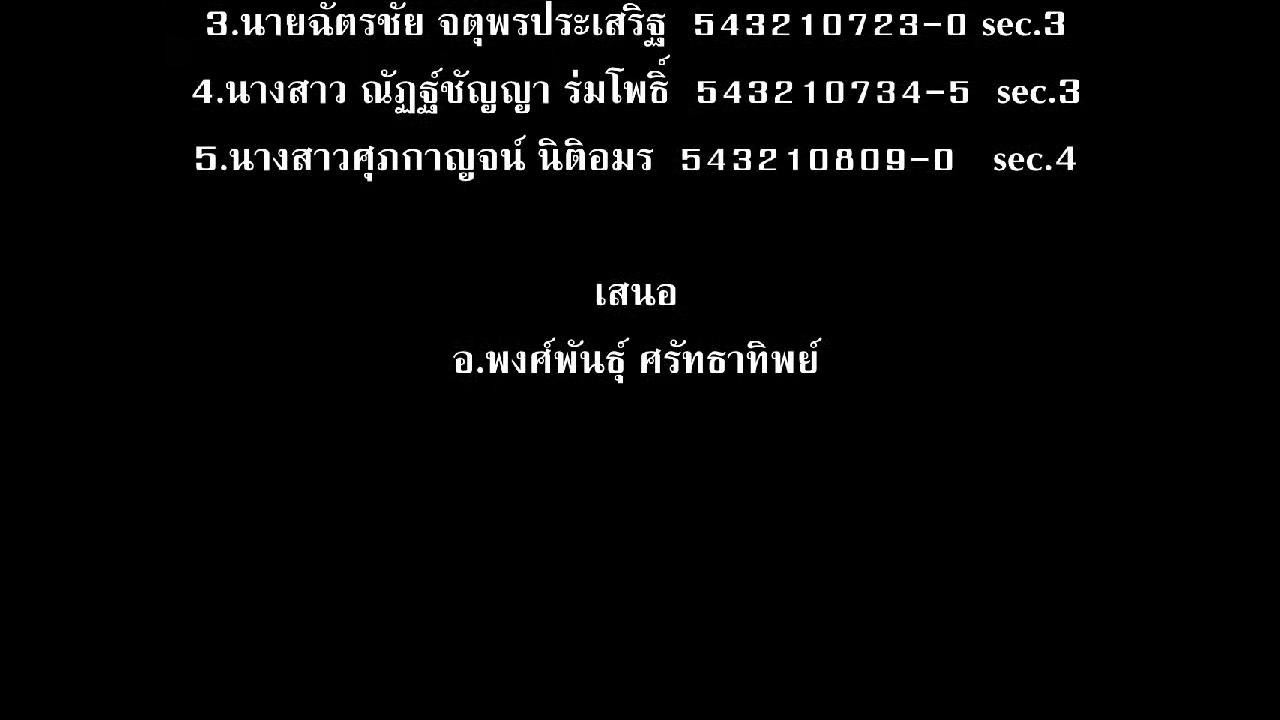 3.นายฉัตรชัย จตุพรประเสริฐ 543210723-0 sec.3
4.นางสาว ณัฏฐ์ชัญญา ร่มโพธิ์ 543210734-5 sec.3
5.นางสาวศุภกาญจน์ นิติอมร 543210809-0 sec.4
เสนอ
อ.พงศ์พันธุ์ ศรัทธาทิพย์